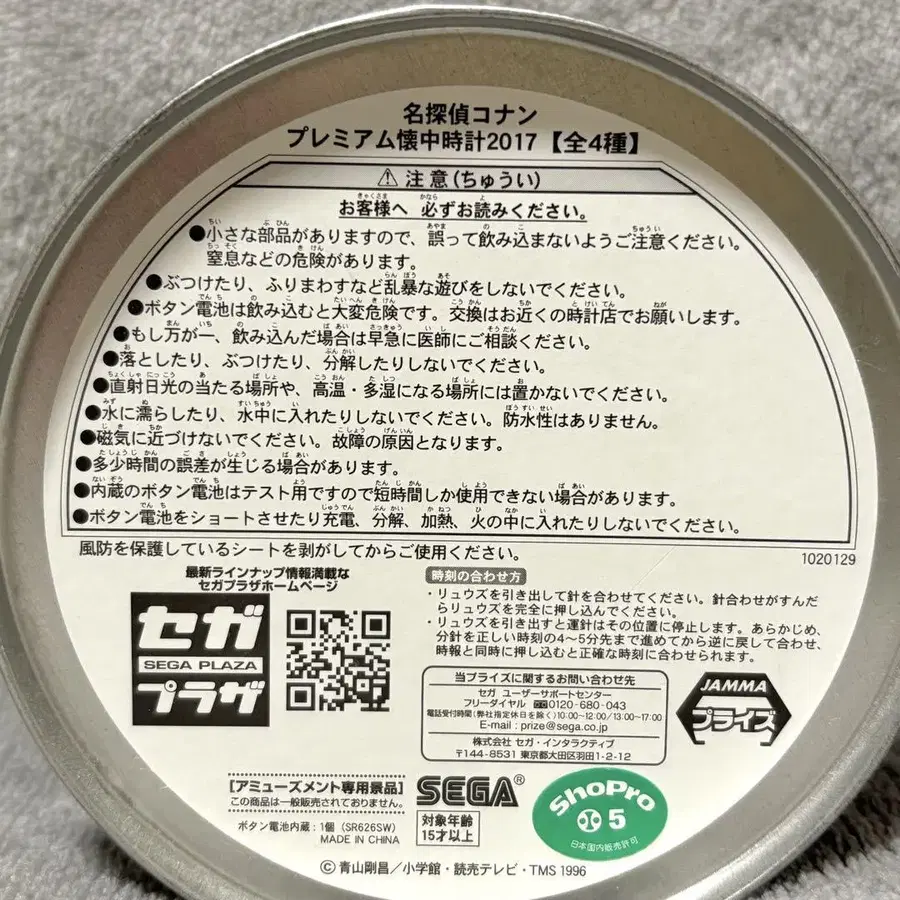 名探偵コナン
プレミアム懐中時計2017【全4種】
⚠ 注意(ちゅうい)
お客様へ 必ずお読みください。
●小さな部品がありますので、誤って飲み込まないようご注意ください。
窒息などの危険があります。
●ぶつけたり、ふりまわすなど乱暴な遊びをしないでください。
●ボタン電池は飲み込むと大変危険です。交換はお近くの時計店でお願いします。
●もし万が一、飲み込んだ場合は早急に医師にご相談ください。
●落としたり、ぶつけたり、分解したりしないでください。
●直射日光の当たる場所や、高温・多湿になる場所には置かないでください。
●水に濡らしたり、水中に入れたりしないでください。防水性はありません。
●磁気に近づけないでください。故障の原因となります。
●多少時間の誤差が生じる場合があります。
●内蔵のボタン電池はテスト用ですので短時間しか使用できない場合があります。
●ボタン電池をショートさせたり充電、分解、加熱、火の中に入れたりしないでください。
風防を保護しているシートを剥がしてからご使用ください。
1020129
最新ラインナップ情報満載な
セガプラザホームページ
セガ
SEGA PLAZA
プラザ
時刻の合わせ方
・リュウズを引き出して針を合わせてください。針合わせがすんだ
らリュウズを完全に押し込んでください。
・リュウズを引き出すと運針はその位置に停止します。あらかじめ、
分針を正しい時刻の4〜5分先まで進めてから逆に戻して合わせ、
時報と同時に押し込むと正確な時刻に合わせられます。
当プライズに関するお問い合わせ先
セガ ユーザーサポートセンター
フリーダイヤル 0120-680-043
電話受付時間(弊社指定休日を除く)10:00~12:00/13:00~17:00
E-mail : prize@sega.co.jp
株式会社 セガ・インタラクティブ
〒144-8531 東京都大田区羽田1-2-12
JAMMA
プライズ
[アミューズメント専用景品]
この商品は一般販売されておりません。
ボタン電池内蔵:1個(SR626SW)
MADE IN CHINA
SEGA®
対象年齢
15才以上
ShoPro
5
日本国内販売許可
©青山剛昌/小学館・読売テレビ・TMS 1996